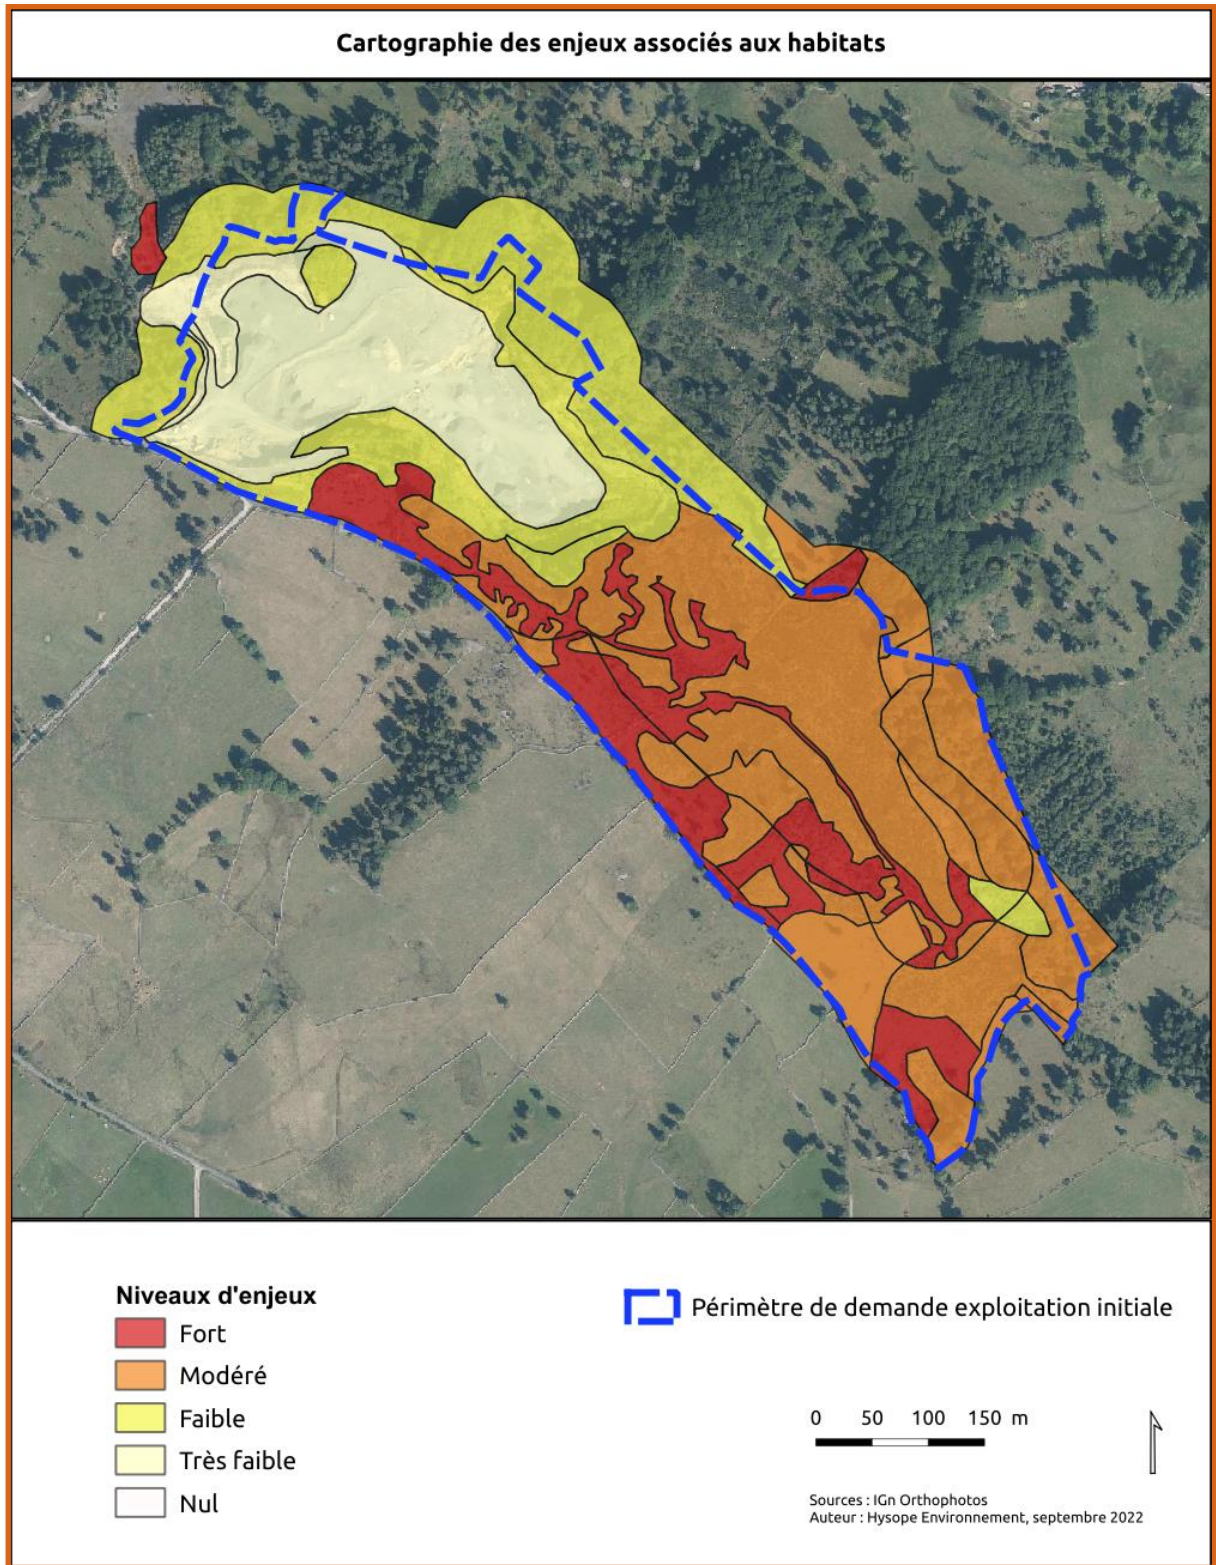 Cartographie des enjeux associés aux habitats
Niveaux d'enjeux
Fort
Modéré
Faible
Très faible
Nul
Périmètre de demande exploitation initiale
0 50 100 150 m
Sources : IGn Orthophotos
Auteur : Hysope Environnement, septembre 2022